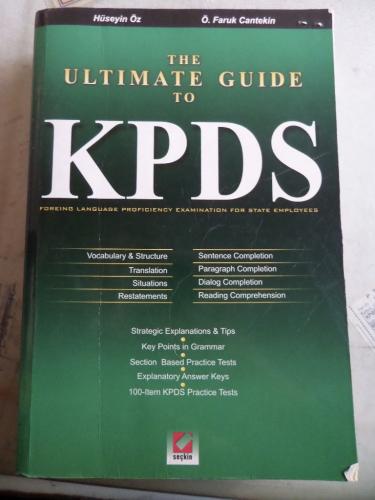 Hüseyin Öz
Ö. Faruk Cantekin
THE
ULTIMATE GUIDE
TO
KPDS
FOREING LANGUAGE PROFICIENCY EXAMINATION FOR STATE EMPLOYEES
Vocabulary & Structure
Translation
Situations
Restatements
Sentence Completion
Paragraph Completion
Dialog Completion
Reading Comprehension
Strategic Explanations & Tips
Key Points in Grammar
Section Based Practice Tests
Explanatory Answer Keys
100-Item KPDS Practice Tests
seçkin